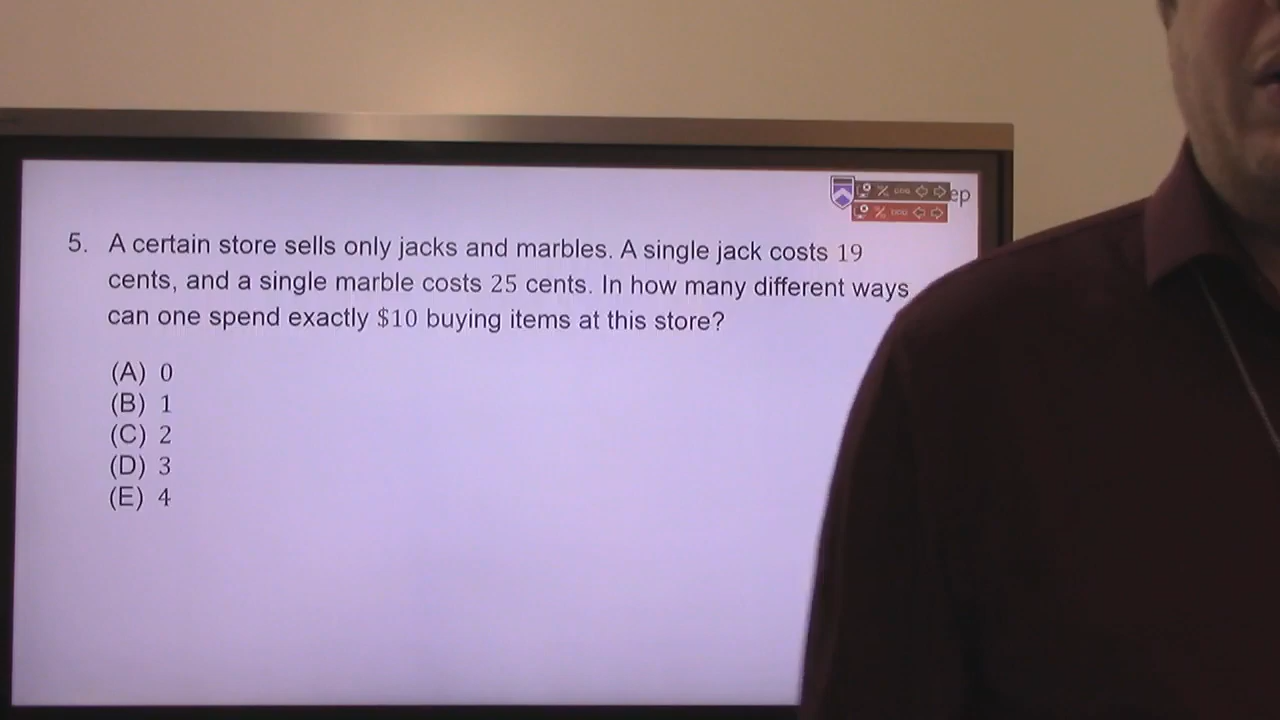 ep
5. A certain store sells only jacks and marbles. A single jack costs 19
cents, and a single marble costs 25 cents. In how many different ways
can one spend exactly $10 buying items at this store?
(A) 0
(B) 1
(C) 2
(D) 3
(E) 4